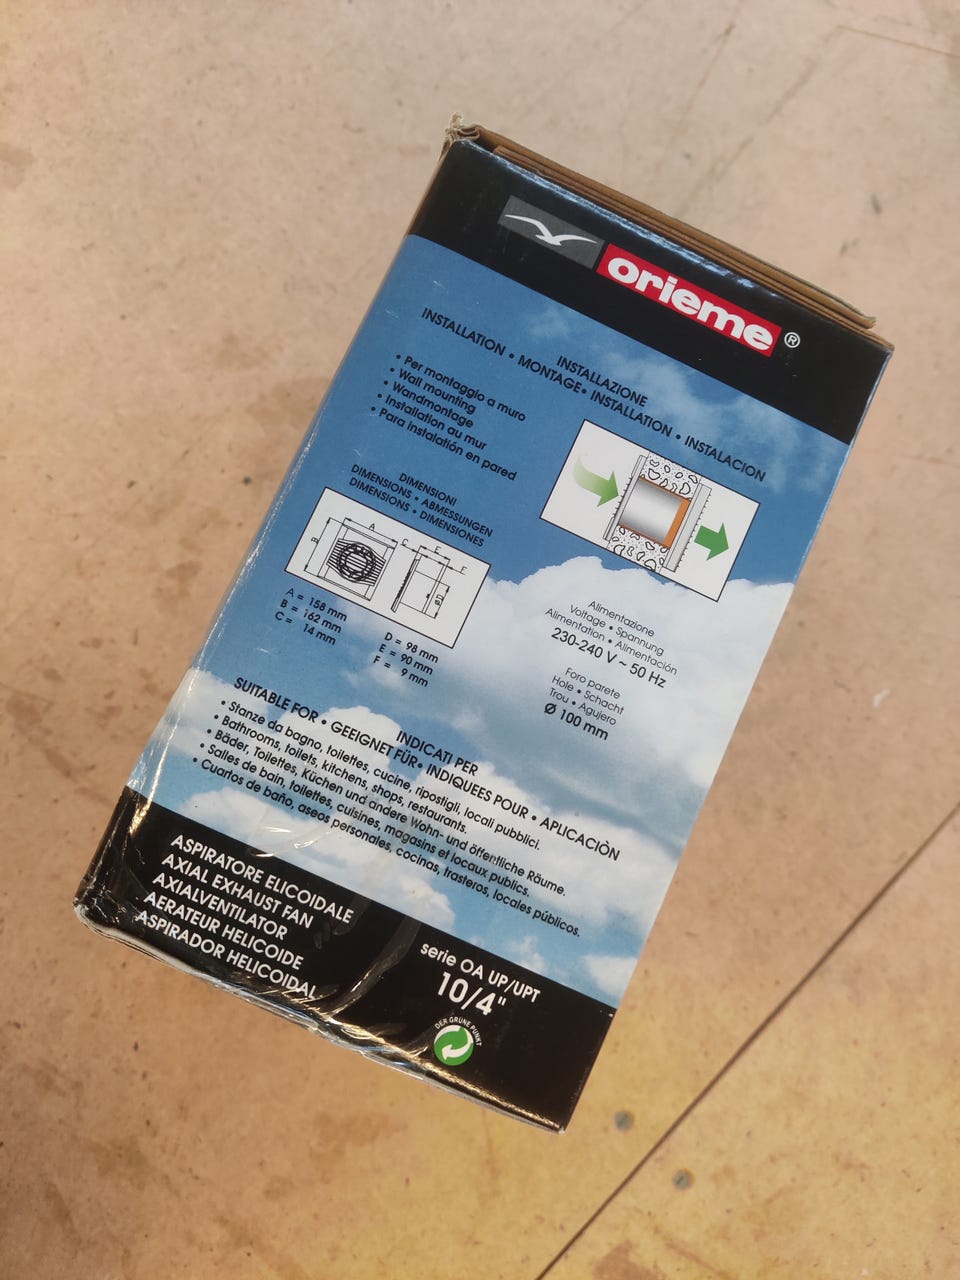 orieme ®
INSTALLAZIONE
INSTALLATION • MONTAGE • INSTALLATION • INSTALACION
• Per montaggio a muro
• Wall mounting
• Wandmontage
• Installation au mur
• Para instalatión en pared
DIMENSIONI
DIMENSIONS • ABMESSUNGEN
DIMENSIONS • DIMENSIONES
A
B
C
E
F
D
A = 158 mm
B = 162 mm
C = 14 mm
D = 98 mm
E = 90 mm
F = 9 mm
Alimentazione
Voltage • Spannung
Alimentation • Alimentación
230-240 V ~ 50 Hz
Foro parete
Hole • Schacht
Trou • Agujero
Ø 100 mm
INDICATI PER
SUITABLE FOR • GEEIGNET FÜR • INDIQUEES POUR • APLICACIÒN
• Stanze da bagno, toilettes, cucine, ripostigli, locali pubblici.
• Bathrooms, toilets, kitchens, shops, restaurants.
• Bäder, Toilettes, Küchen und andere Wohn- und öffentliche Räume.
• Salles de bain, toilettes, cuisines, magasins et locaux publics.
• Cuartos de baño, aseos personales, cocinas, trasteros, locales públicos.
ASPIRATORE ELICOIDALE
AXIAL EXHAUST FAN
AXIALVENTILATOR
AERATEUR HELICOIDE
ASPIRADOR HELICOIDAL
serie OA UP/UPT
10/4"
DER GRÜNE PUNKT